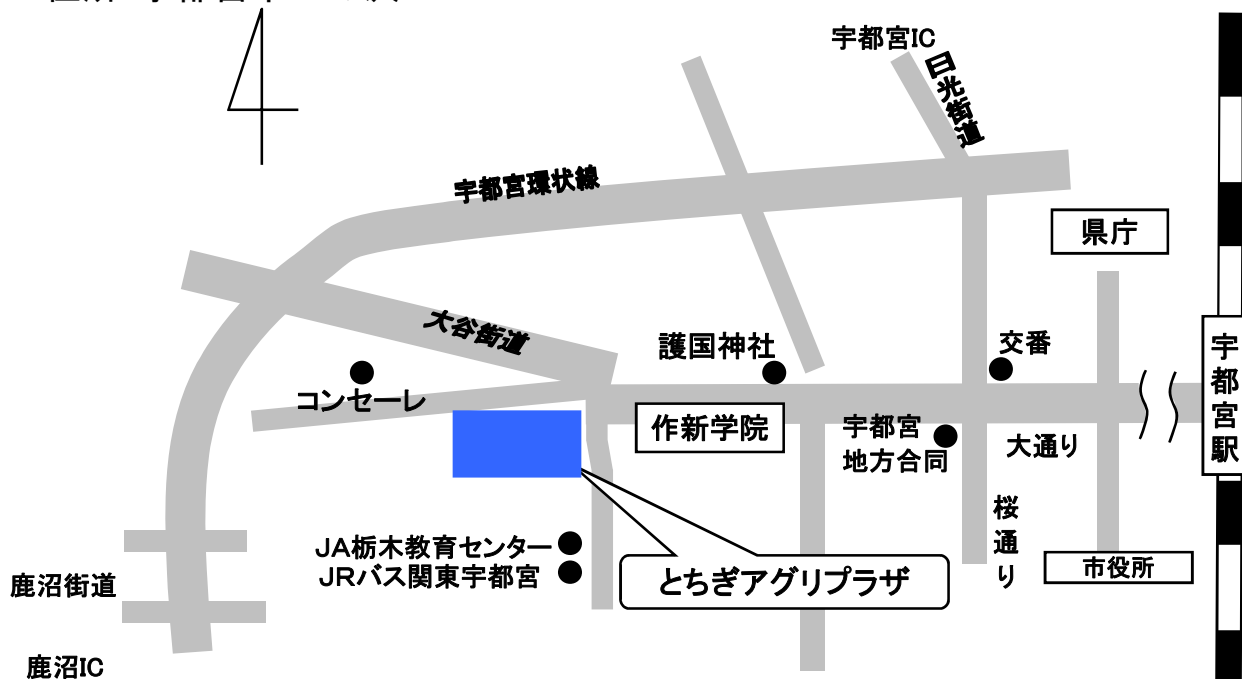 宇都宮IC
日光街道
宇都宮環状線
県庁
大谷街道
護国神社
交番
宇都宮駅
コンセーレ
作新学院
宇都宮
地方合同
大通り
桜通り
JA栃木教育センター
JRバス関東宇都宮
とちぎアグリプラザ
市役所
鹿沼街道
鹿沼IC